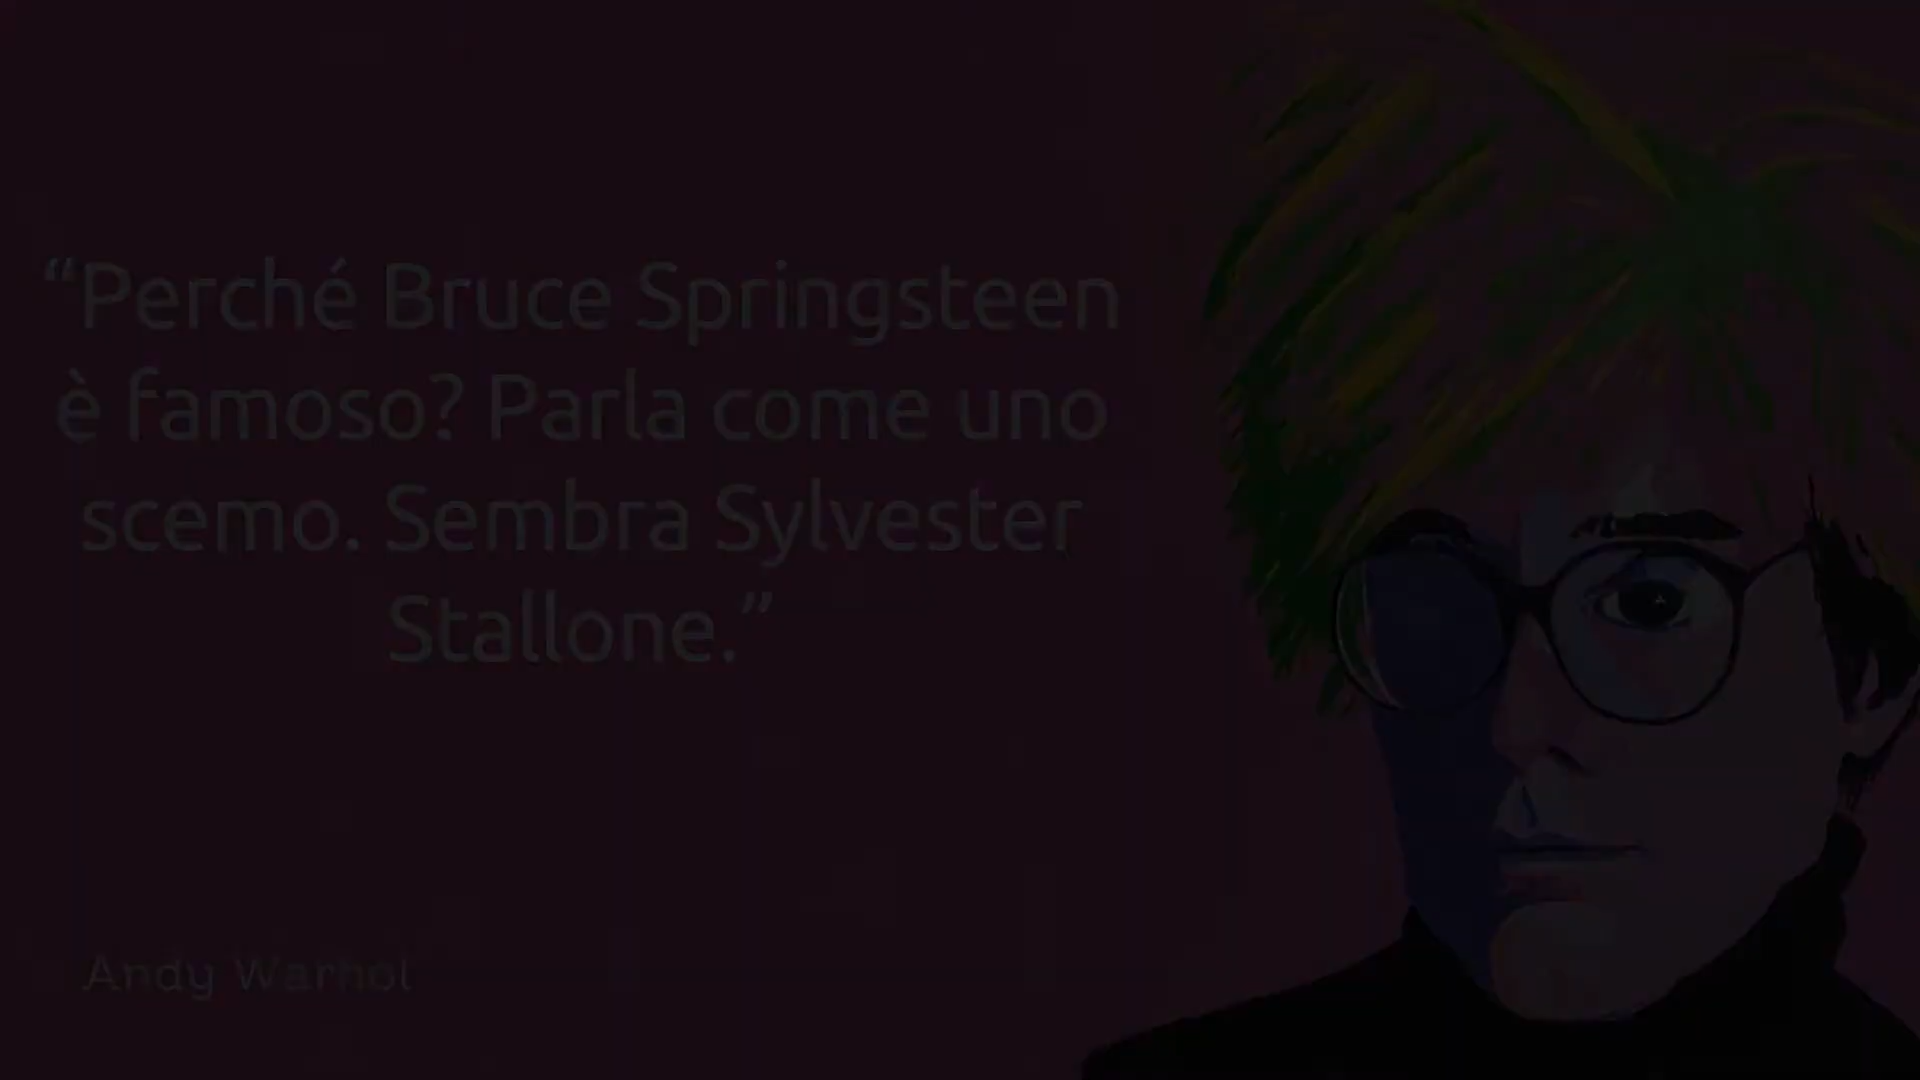 “Perché Bruce Springsteen
è famoso? Parla come uno
scemo. Sembra Sylvester
Stallone.”
Andy Warhol